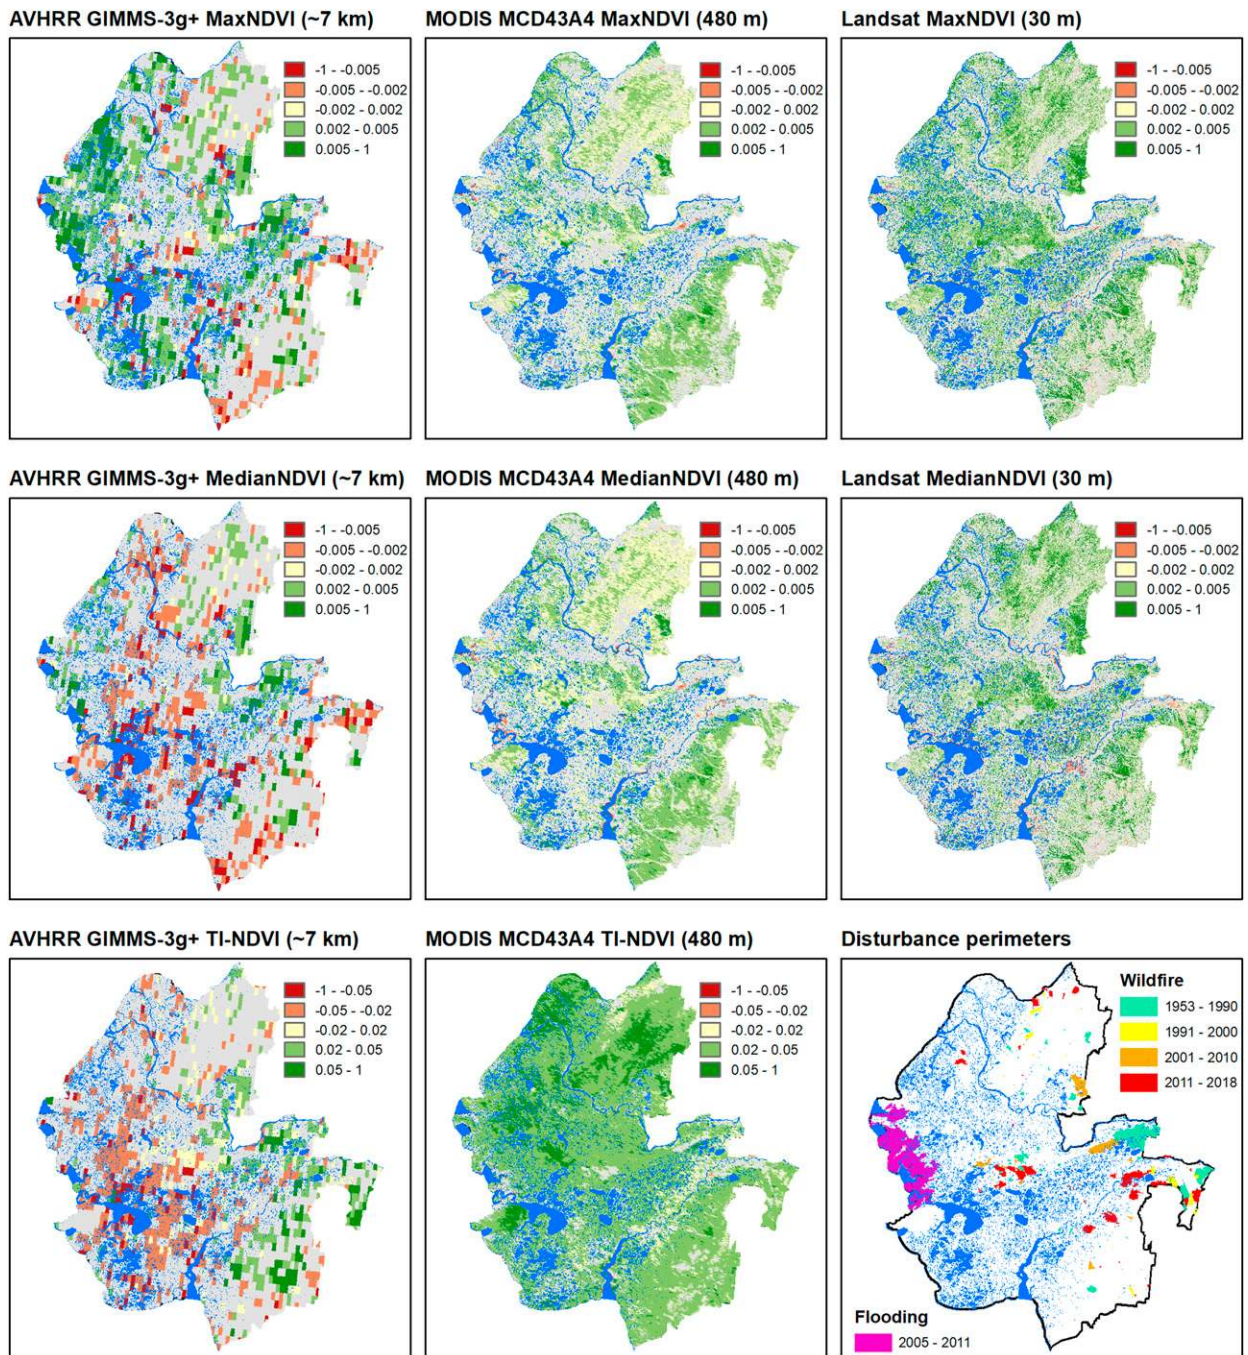 AVHRR GIMMS-3g+ MaxNDVI (~7 km)
-1 - -0.005
-0.005 - -0.002
-0.002 - 0.002
0.002 - 0.005
0.005 - 1
MODIS MCD43A4 MaxNDVI (480 m)
-1 - -0.005
-0.005 - -0.002
-0.002 - 0.002
0.002 - 0.005
0.005 - 1
Landsat MaxNDVI (30 m)
-1 - -0.005
-0.005 - -0.002
-0.002 - 0.002
0.002 - 0.005
0.005 - 1
AVHRR GIMMS-3g+ MedianNDVI (~7 km)
-1 - -0.005
-0.005 - -0.002
-0.002 - 0.002
0.002 - 0.005
0.005 - 1
MODIS MCD43A4 MedianNDVI (480 m)
-1 - -0.005
-0.005 - -0.002
-0.002 - 0.002
0.002 - 0.005
0.005 - 1
Landsat MedianNDVI (30 m)
-1 - -0.005
-0.005 - -0.002
-0.002 - 0.002
0.002 - 0.005
0.005 - 1
AVHRR GIMMS-3g+ TI-NDVI (~7 km)
-1 - -0.05
-0.05 - -0.02
-0.02 - 0.02
0.02 - 0.05
0.05 - 1
MODIS MCD43A4 TI-NDVI (480 m)
-1 - -0.05
-0.05 - -0.02
-0.02 - 0.02
0.02 - 0.05
0.05 - 1
Disturbance perimeters
Wildfire
1953 - 1990
1991 - 2000
2001 - 2010
2011 - 2018
Flooding
2005 - 2011